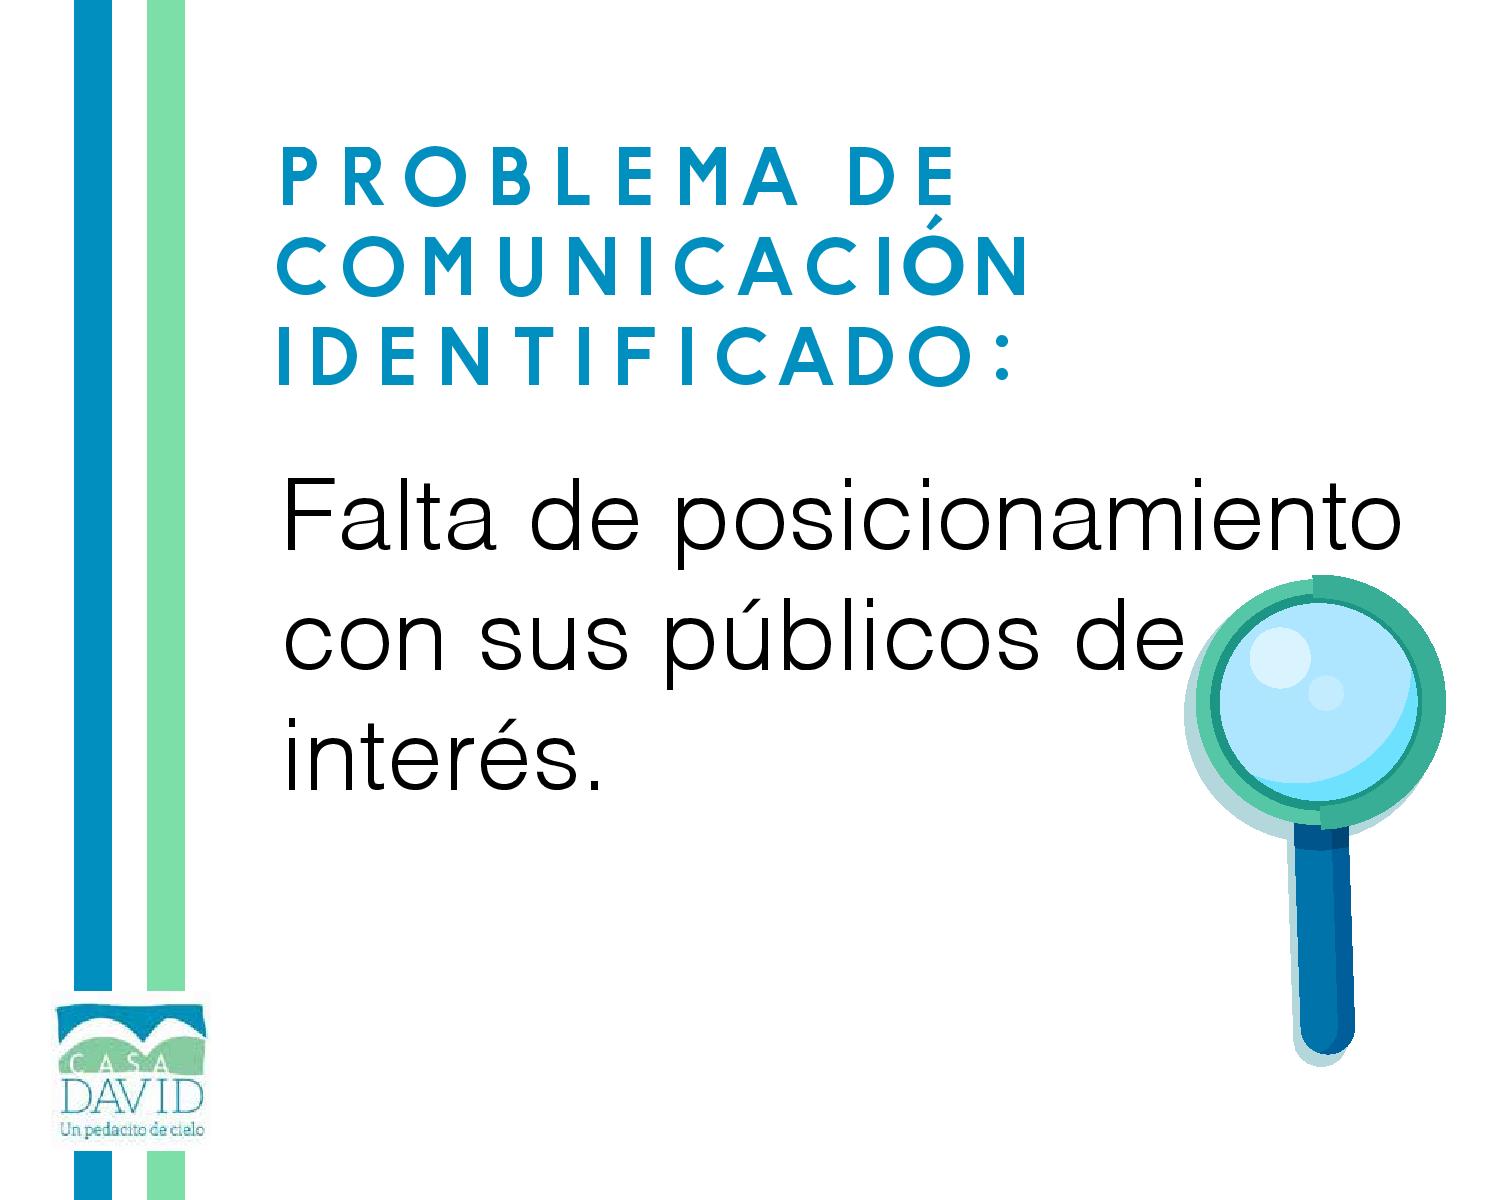 PROBLEMA DE
COMUNICACIÓN
IDENTIFICADO:
Falta de posicionamiento
con sus públicos de
interés.
CASA
DAVID
Un pedacito de cielo